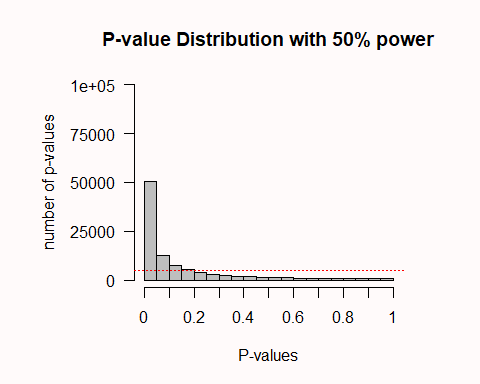 P-value Distribution with 50% power
number of p-values
1e+05
75000
50000
25000
0
0 0.2 0.4 0.6 0.8 1
P-values